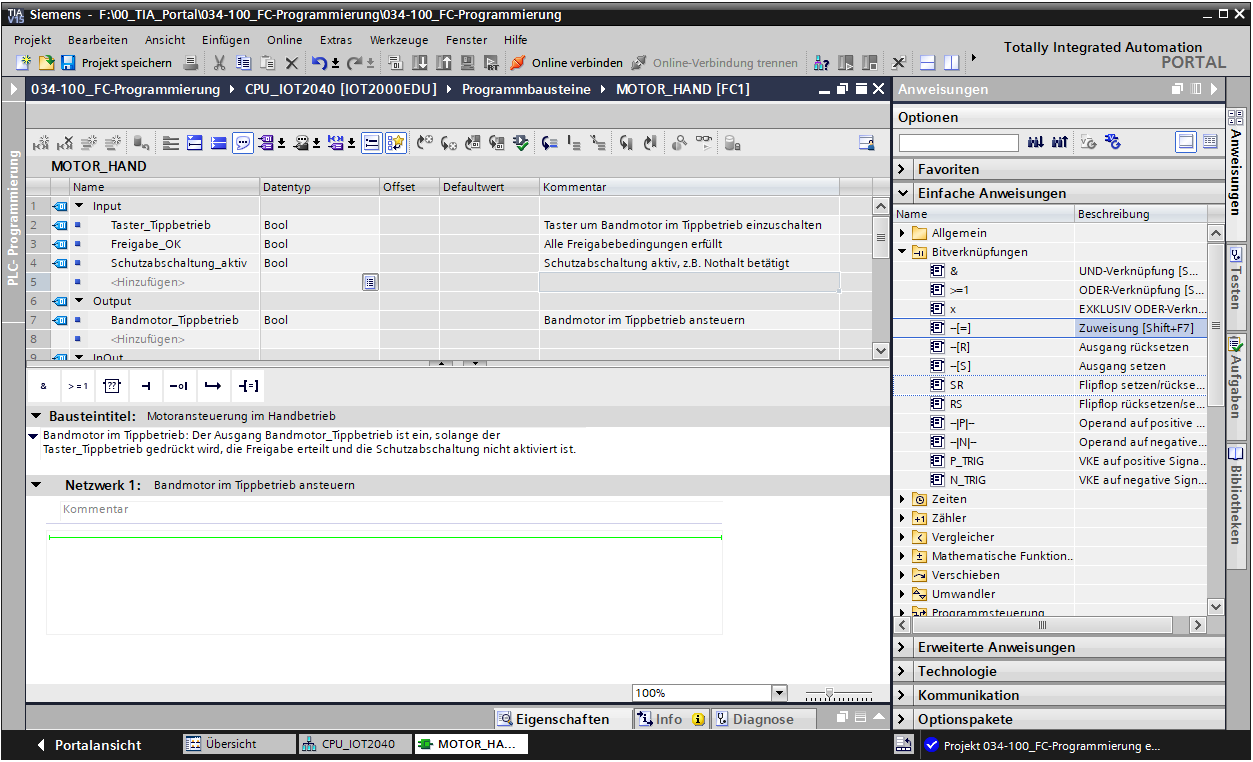 Siemens - F:\00_TIA_Portal\034-100_FC-Programmierung\034-100_FC-Programmierung
Projekt Bearbeiten Ansicht Einfügen Online Extras Werkzeuge Fenster Hilfe
Totally Integrated Automation
PORTAL
Projekt speichern Online verbinden Online-Verbindung trennen
034-100_FC-Programmierung CPU_IOT2040 [IOT2000EDU] Programmbausteine MOTOR_HAND [FC1]
PLC-Programmierung
MOTOR_HAND
Name Datentyp Offset Defaultwert Kommentar
1 Input
2 Taster_Tippbetrieb Bool Taster um Bandmotor im Tippbetrieb einzuschalten
3 Freigabe_OK Bool Alle Freigabebedingungen erfüllt
4 Schutzabschaltung_aktiv Bool Schutzabschaltung aktiv, z.B. Nothalt betätigt
5 <Hinzufügen>
6 Output
7 Bandmotor_Tippbetrieb Bool Bandmotor im Tippbetrieb ansteuern
8 <Hinzufügen>
9 InOut
& >=1 ?? -| -o| -[=]
Bausteintitel: Motoransteuerung im Handbetrieb
Bandmotor im Tippbetrieb: Der Ausgang Bandmotor_Tippbetrieb ist ein, solange der
Taster_Tippbetrieb gedrückt wird, die Freigabe erteilt und die Schutzabschaltung nicht aktiviert ist.
Netzwerk 1: Bandmotor im Tippbetrieb ansteuern
Kommentar
100%
Eigenschaften Info Diagnose
Anweisungen
Optionen
Favoriten
Einfache Anweisungen
Name Beschreibung
Allgemein
Bitverknüpfungen
& UND-Verknüpfung [S...
>=1 ODER-Verknüpfung [S...
x EXKLUSIV ODER-Verkn...
–[=] Zuweisung [Shift+F7]
–[R] Ausgang rücksetzen
–[S] Ausgang setzen
SR Flipflop setzen/rückse...
RS Flipflop rücksetzen/se...
–|P|– Operand auf positive ...
–|N|– Operand auf negative...
P_TRIG VKE auf positive Signa...
N_TRIG VKE auf negative Sign...
Zeiten
Zähler
Vergleicher
Mathematische Funktion..
Verschieben
Umwandler
Programmsteuerung
Erweiterte Anweisungen
Technologie
Kommunikation
Optionspakete
Anweisungen
Testen
Aufgaben
Bibliotheken
Portalansicht Übersicht CPU_IOT2040 MOTOR_HA... Projekt 034-100_FC-Programmierung e...